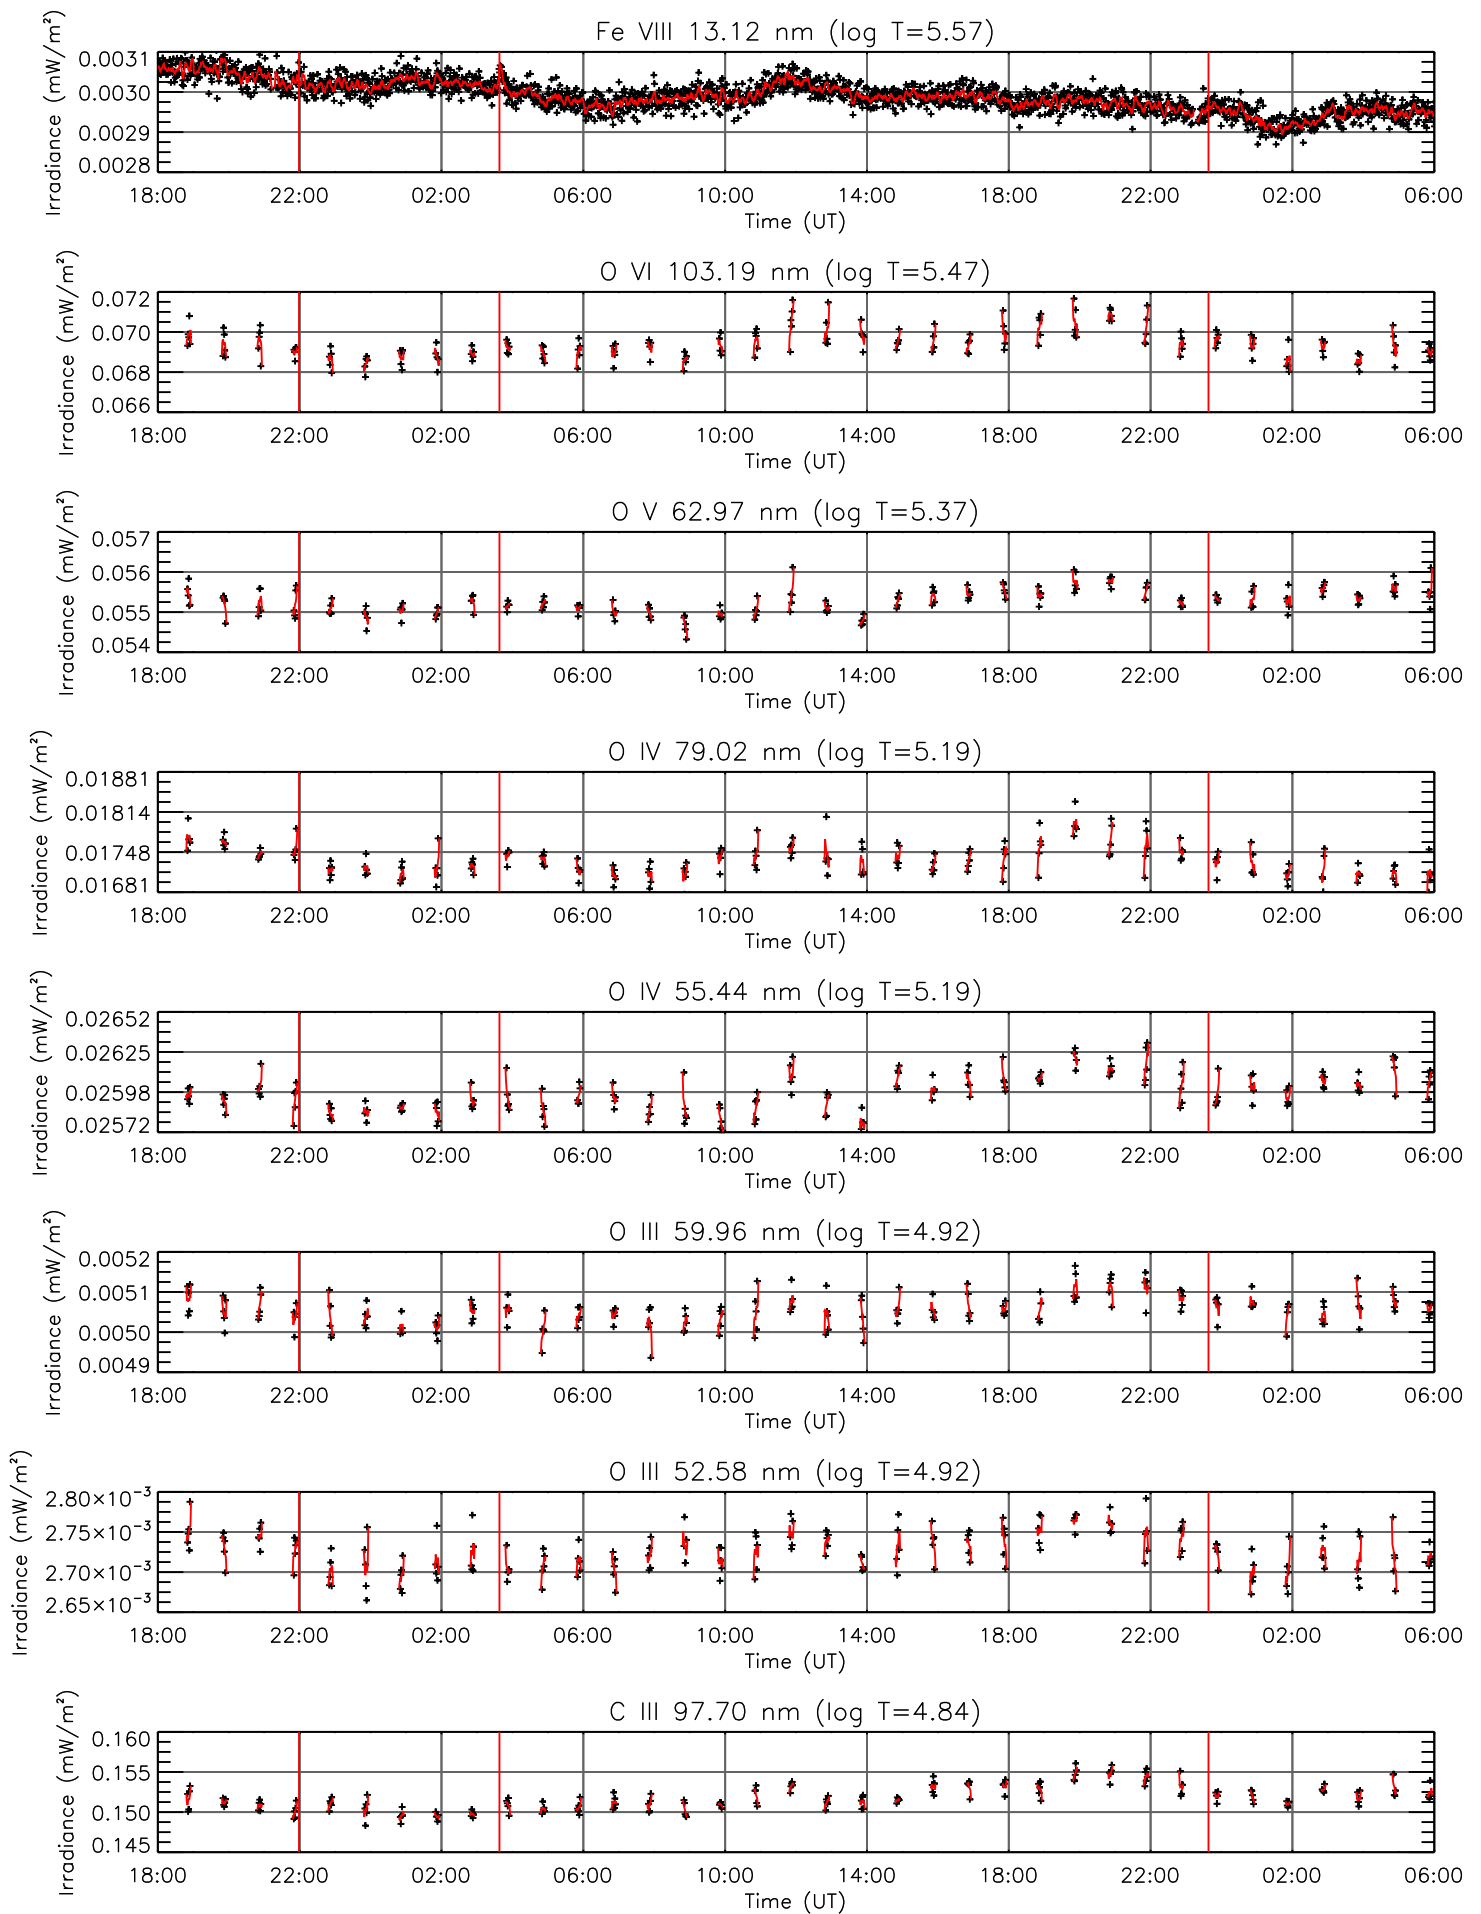 Fe VIII 13.12 nm (log T=5.57)
Irradiance (mW/m²)
0.0031
0.0030
0.0029
0.0028
18:00 22:00 02:00 06:00 10:00 14:00 18:00 22:00 02:00 06:00
Time (UT)
O VI 103.19 nm (log T=5.47)
Irradiance (mW/m²)
0.072
0.070
0.068
0.066
18:00 22:00 02:00 06:00 10:00 14:00 18:00 22:00 02:00 06:00
Time (UT)
O V 62.97 nm (log T=5.37)
Irradiance (mW/m²)
0.057
0.056
0.055
0.054
18:00 22:00 02:00 06:00 10:00 14:00 18:00 22:00 02:00 06:00
Time (UT)
O IV 79.02 nm (log T=5.19)
Irradiance (mW/m²)
0.01881
0.01814
0.01748
0.01681
18:00 22:00 02:00 06:00 10:00 14:00 18:00 22:00 02:00 06:00
Time (UT)
O IV 55.44 nm (log T=5.19)
Irradiance (mW/m²)
0.02652
0.02625
0.02598
0.02572
18:00 22:00 02:00 06:00 10:00 14:00 18:00 22:00 02:00 06:00
Time (UT)
O III 59.96 nm (log T=4.92)
Irradiance (mW/m²)
0.0052
0.0051
0.0050
0.0049
18:00 22:00 02:00 06:00 10:00 14:00 18:00 22:00 02:00 06:00
Time (UT)
O III 52.58 nm (log T=4.92)
Irradiance (mW/m²)
2.80×10⁻³
2.75×10⁻³
2.70×10⁻³
2.65×10⁻³
18:00 22:00 02:00 06:00 10:00 14:00 18:00 22:00 02:00 06:00
Time (UT)
C III 97.70 nm (log T=4.84)
Irradiance (mW/m²)
0.160
0.155
0.150
0.145
18:00 22:00 02:00 06:00 10:00 14:00 18:00 22:00 02:00 06:00
Time (UT)